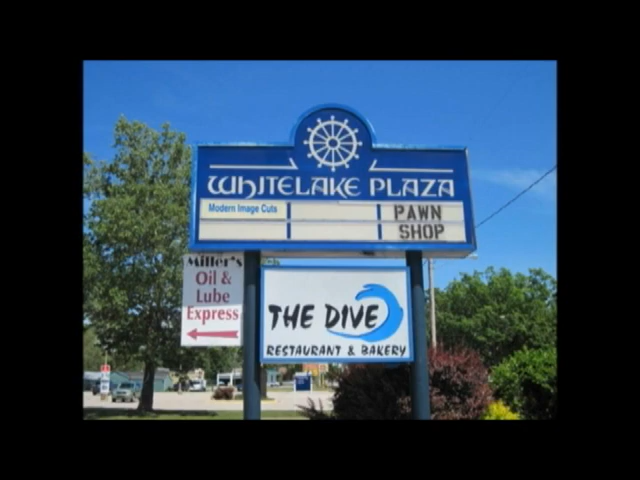 WHITELAKE PLAZA
Modern Image Cuts
PAWN
SHOP
Miller's
Oil &
Lube
Express
THE DIVE
RESTAURANT & BAKERY